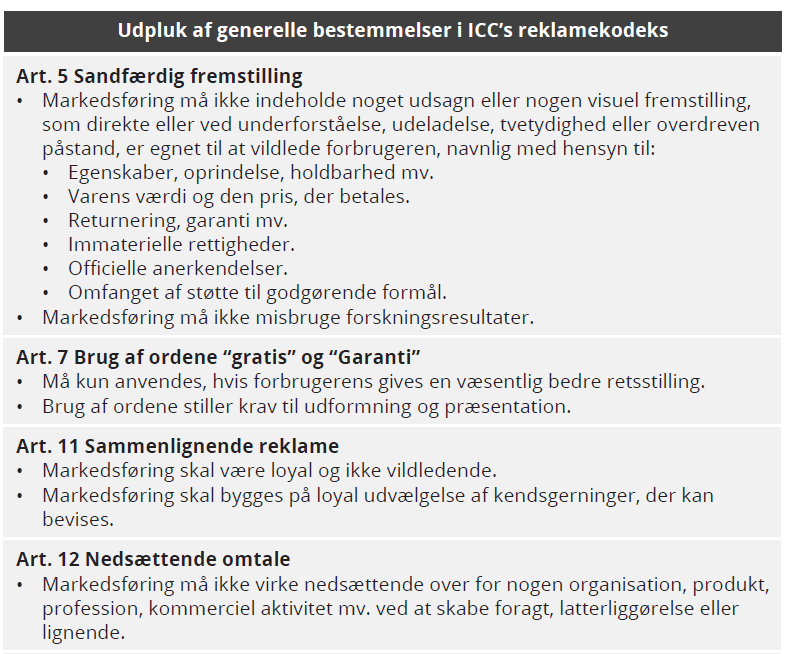 Udpluk af generelle bestemmelser i ICC’s reklamekodeks
Art. 5 Sandfærdig fremstilling
• Markedsføring må ikke indeholde noget udsagn eller nogen visuel fremstilling,
som direkte eller ved underforståelse, udeladelse, tvetydighed eller overdreven
påstand, er egnet til at vildlede forbrugeren, navnlig med hensyn til:
• Egenskaber, oprindelse, holdbarhed mv.
• Varens værdi og den pris, der betales.
• Returnering, garanti mv.
• Immaterielle rettigheder.
• Officielle anerkendelser.
• Omfanget af støtte til godgørende formål.
• Markedsføring må ikke misbruge forskningsresultater.
Art. 7 Brug af ordene “gratis” og “Garanti”
• Må kun anvendes, hvis forbrugerens gives en væsentlig bedre retsstilling.
• Brug af ordene stiller krav til udformning og præsentation.
Art. 11 Sammenlignende reklame
• Markedsføring skal være loyal og ikke vildledende.
• Markedsføring skal bygges på loyal udvælgelse af kendsgerninger, der kan
bevises.
Art. 12 Nedsættende omtale
• Markedsføring må ikke virke nedsættende over for nogen organisation, produkt,
profession, kommerciel aktivitet mv. ved at skabe foragt, latterliggørelse eller
lignende.